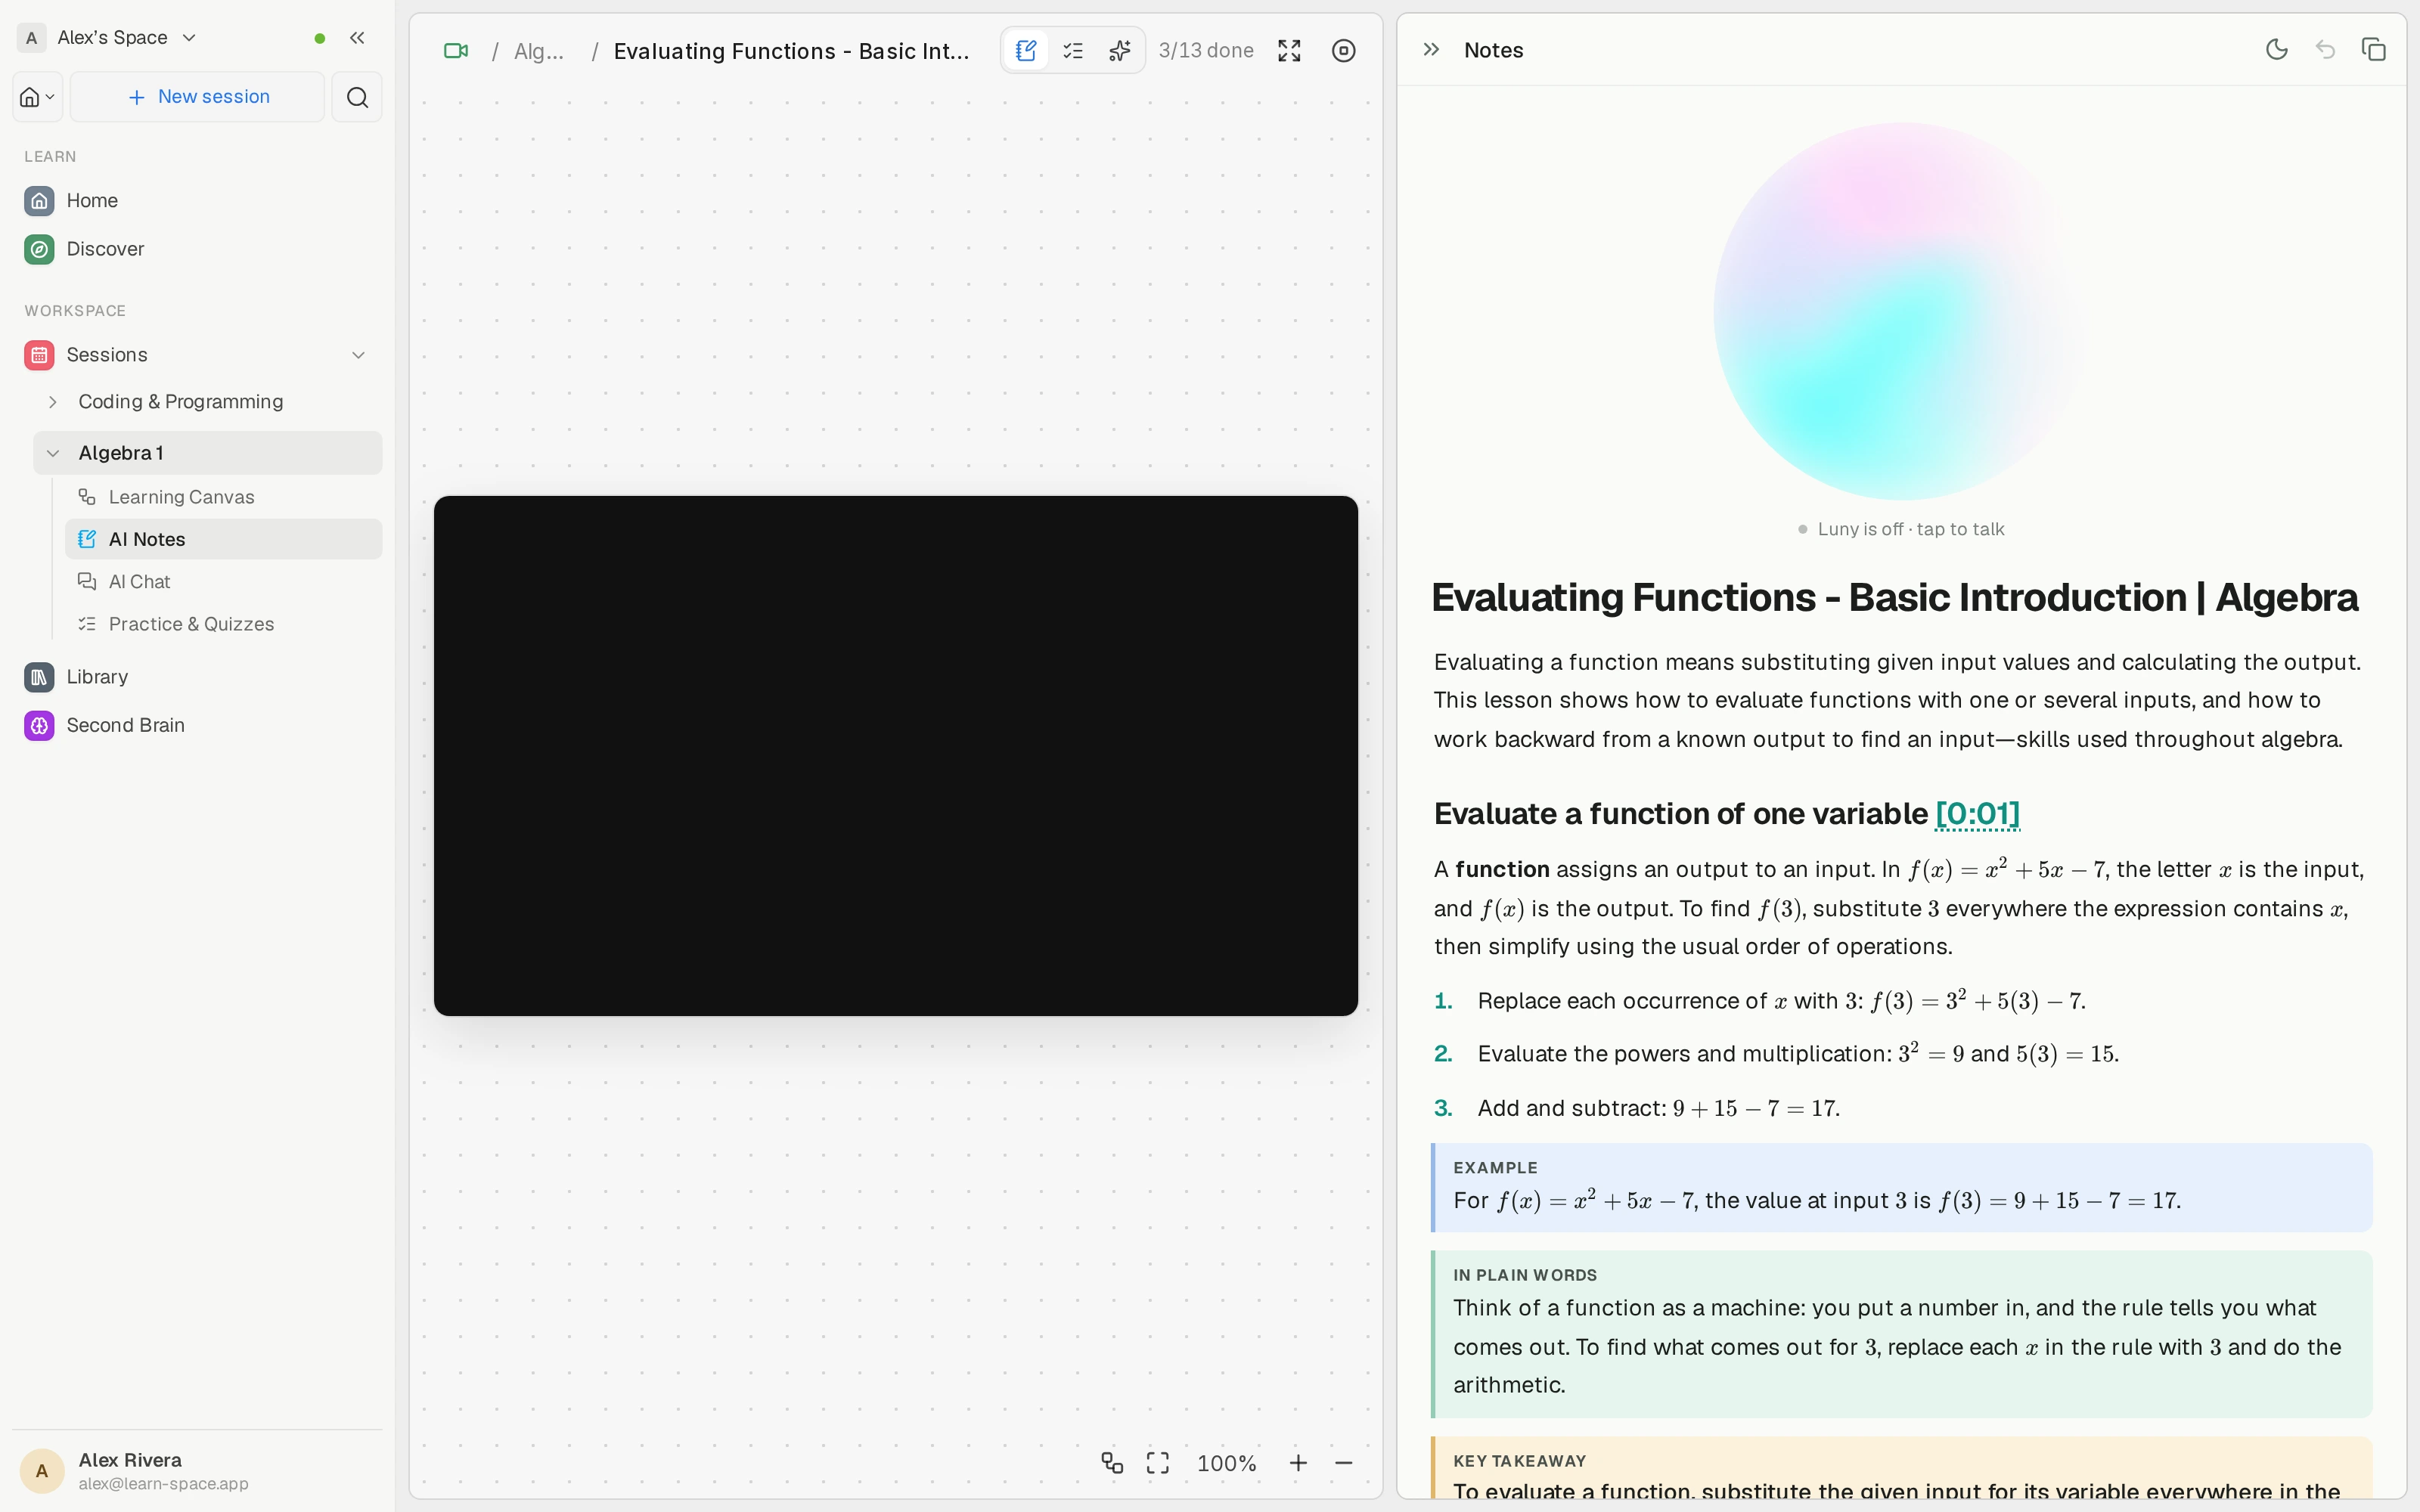 A Alex's Space
New session
LEARN
Home
Discover
WORKSPACE
Sessions
Coding & Programming
Algebra 1
Learning Canvas
AI Notes
AI Chat
Practice & Quizzes
Library
Second Brain
A
Alex Rivera
alex@learn-space.app
/ Alg... / Evaluating Functions - Basic Int...
3/13 done
100%
Notes
Luny is off · tap to talk
Evaluating Functions - Basic Introduction | Algebra
Evaluating a function means substituting given input values and calculating the output.
This lesson shows how to evaluate functions with one or several inputs, and how to
work backward from a known output to find an input—skills used throughout algebra.
Evaluate a function of one variable [0:01]
A function assigns an output to an input. In f(x) = x² + 5x − 7, the letter x is the input,
and f(x) is the output. To find f(3), substitute 3 everywhere the expression contains x,
then simplify using the usual order of operations.
1. Replace each occurrence of x with 3: f(3) = 3² + 5(3) − 7.
2. Evaluate the powers and multiplication: 3² = 9 and 5(3) = 15.
3. Add and subtract: 9 + 15 − 7 = 17.
EXAMPLE
For f(x) = x² + 5x − 7, the value at input 3 is f(3) = 9 + 15 − 7 = 17.
IN PLAIN WORDS
Think of a function as a machine: you put a number in, and the rule tells you what
comes out. To find what comes out for 3, replace each x in the rule with 3 and do the
arithmetic.
KEY TAKEAWAY
To evaluate a function, substitute the given input for its variable everywhere in the